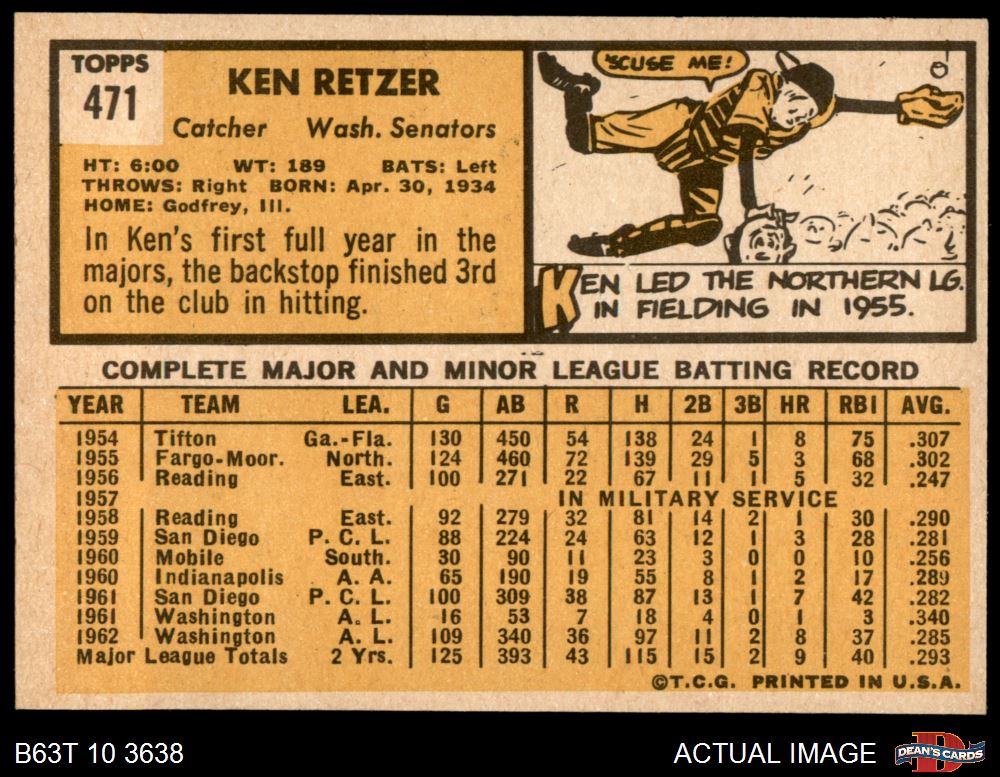 TOPPS
471
KEN RETZER
Catcher Wash. Senators
HT: 6:00 WT: 189 BATS: Left
THROWS: Right BORN: Apr. 30, 1934
HOME: Godfrey, Ill.
In Ken's first full year in the
majors, the backstop finished 3rd
on the club in hitting.
'SCUSE ME!
KEN LED THE NORTHERN LG.
IN FIELDING IN 1955.
COMPLETE MAJOR AND MINOR LEAGUE BATTING RECORD
YEAR TEAM LEA. G AB R H 2B 3B HR RBI AVG.
1954 Tifton Ga.-Fla. 130 450 54 138 24 1 8 75 .307
1955 Fargo-Moor. North. 124 460 72 139 29 5 3 68 .302
1956 Reading East. 100 271 22 67 11 1 5 32 .247
1957 IN MILITARY SERVICE
1958 Reading East. 92 279 32 81 14 2 1 30 .290
1959 San Diego P. C. L. 88 224 24 63 12 1 3 28 .281
1960 Mobile South. 30 90 11 23 3 0 0 10 .256
1960 Indianapolis A. A. 65 190 19 55 8 1 2 17 .289
1961 San Diego P. C. L. 100 309 38 87 13 1 7 42 .282
1961 Washington A. L. 16 53 7 18 4 0 1 3 .340
1962 Washington A. L. 109 340 36 97 11 2 8 37 .285
Major League Totals 2 Yrs. 125 393 43 115 15 2 9 40 .293
©T.C.G. PRINTED IN U.S.A.
B63T 10 3638
ACTUAL IMAGE
D
DEAN'S CARDS